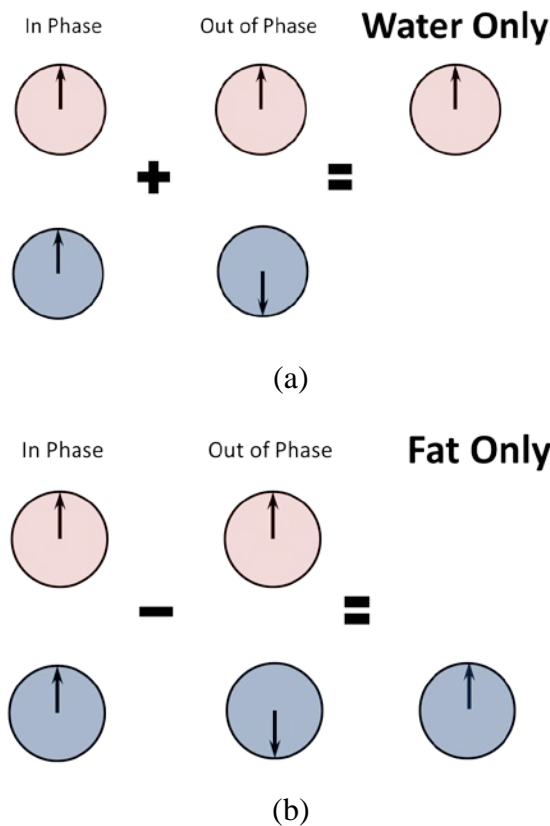 In Phase Out of Phase Water Only
+ =
(a)
In Phase Out of Phase Fat Only
− =
(b)